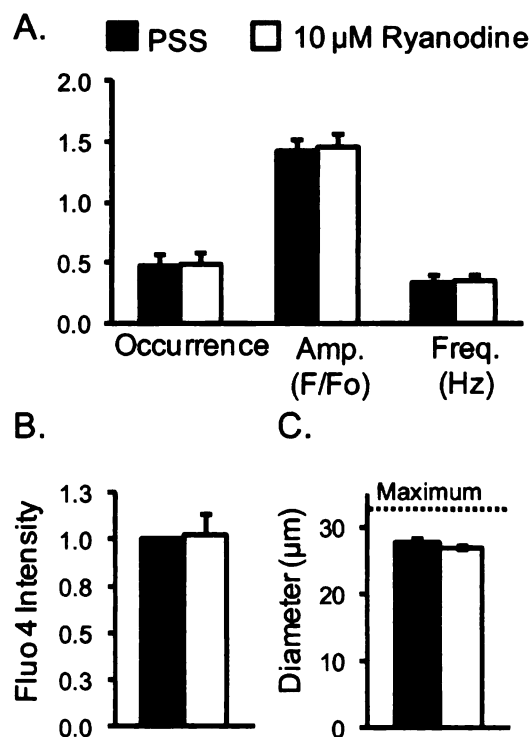 A.
PSS
10 µM Ryanodine
2.0
1.5
1.0
0.5
0.0
Occurrence
Amp.
(F/Fo)
Freq.
(Hz)
B.
Fluo 4 Intensity
1.3
1.0
0.8
0.5
0.3
0.0
C.
Diameter (µm)
Maximum
30
20
10
0